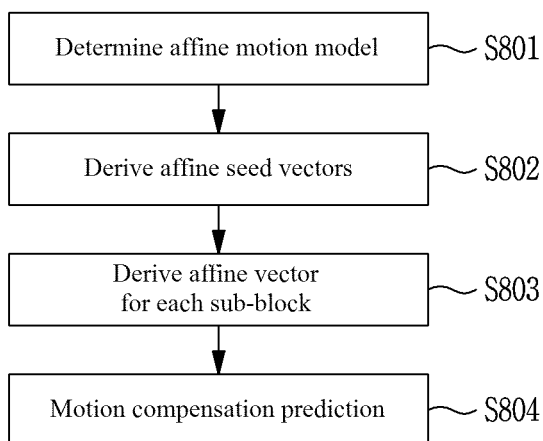 Determine affine motion model
S801
Derive affine seed vectors
S802
Derive affine vector
for each sub-block
S803
Motion compensation prediction
S804